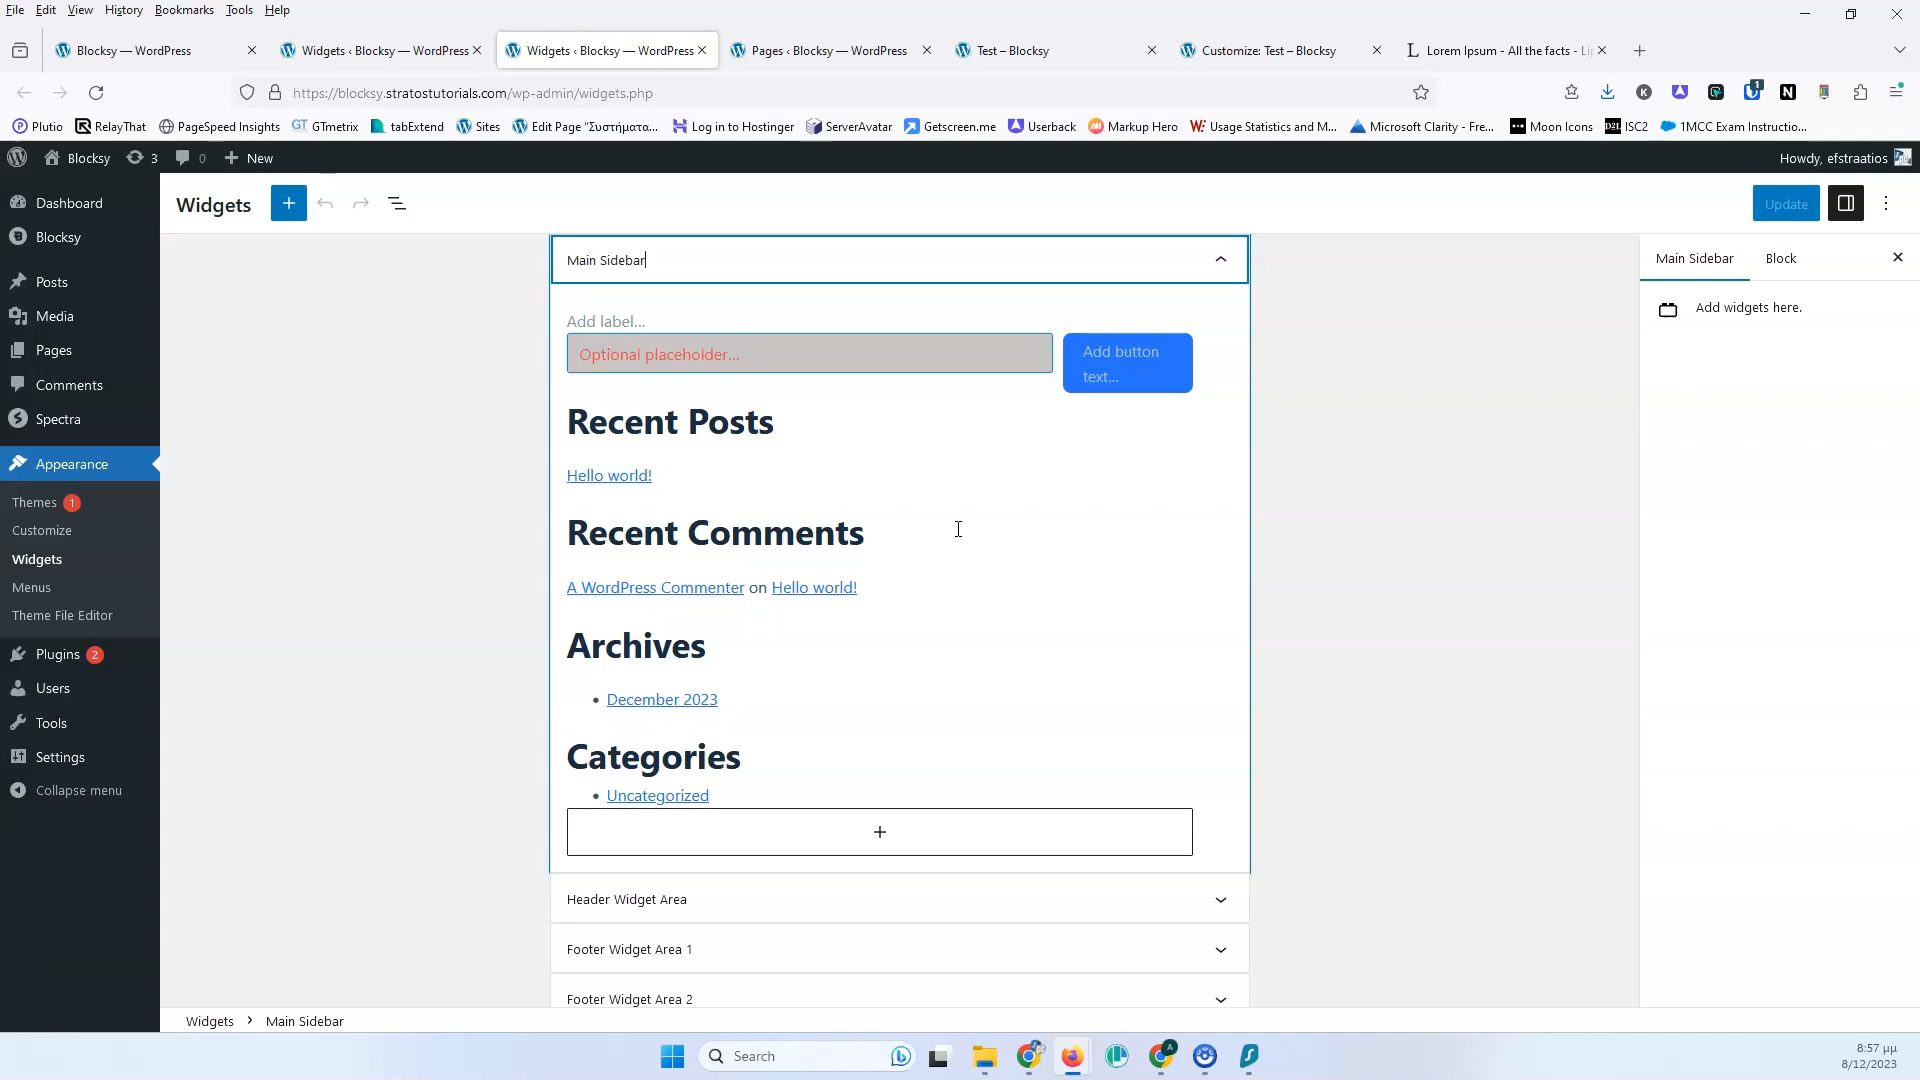 File Edit View History Bookmarks Tools Help
Blocksy — WordPress
Widgets ‹ Blocksy — WordPress
Widgets ‹ Blocksy — WordPress
Pages ‹ Blocksy — WordPress
Test – Blocksy
Customize: Test – Blocksy
Lorem Ipsum - All the facts - Lip
https://blocksy.stratostutorials.com/wp-admin/widgets.php
1
Plutio RelayThat PageSpeed Insights GTmetrix tabExtend Sites Edit Page “Συστήματα... Log in to Hostinger ServerAvatar Getscreen.me Userback Markup Hero Usage Statistics and M... Microsoft Clarity - Fre... Moon Icons ISC2 1MCC Exam Instructio...
Blocksy 3 0 New Howdy, efstraatios
Widgets
Update
Dashboard
Blocksy
Posts
Media
Pages
Comments
Spectra
Appearance
Themes 1
Customize
Widgets
Menus
Theme File Editor
Plugins 2
Users
Tools
Settings
Collapse menu
Main Sidebar
Add label...
Optional placeholder...
Add button
text...
Recent Posts
Hello world!
Recent Comments
A WordPress Commenter on Hello world!
Archives
December 2023
Categories
Uncategorized
Header Widget Area
Footer Widget Area 1
Footer Widget Area 2
Main Sidebar Block
Add widgets here.
Widgets Main Sidebar
Search
8:57 μμ
8/12/2023